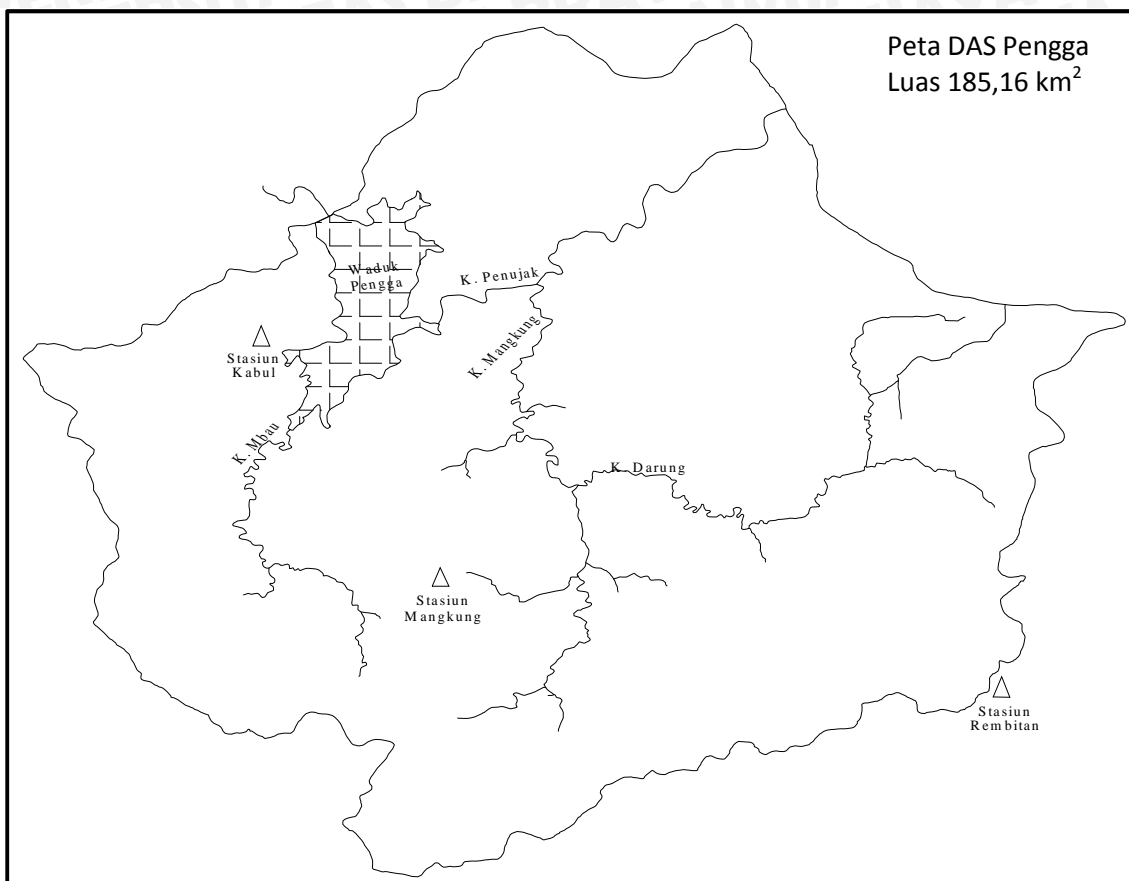 Peta DAS Pengga
Luas 185,16 km²
Waduk
Pengga
K. Penujak
K. Mangkung
Stasiun
Kabul
K. Mbau
K. Darung
Stasiun
Mangkung
Stasiun
Rembitan